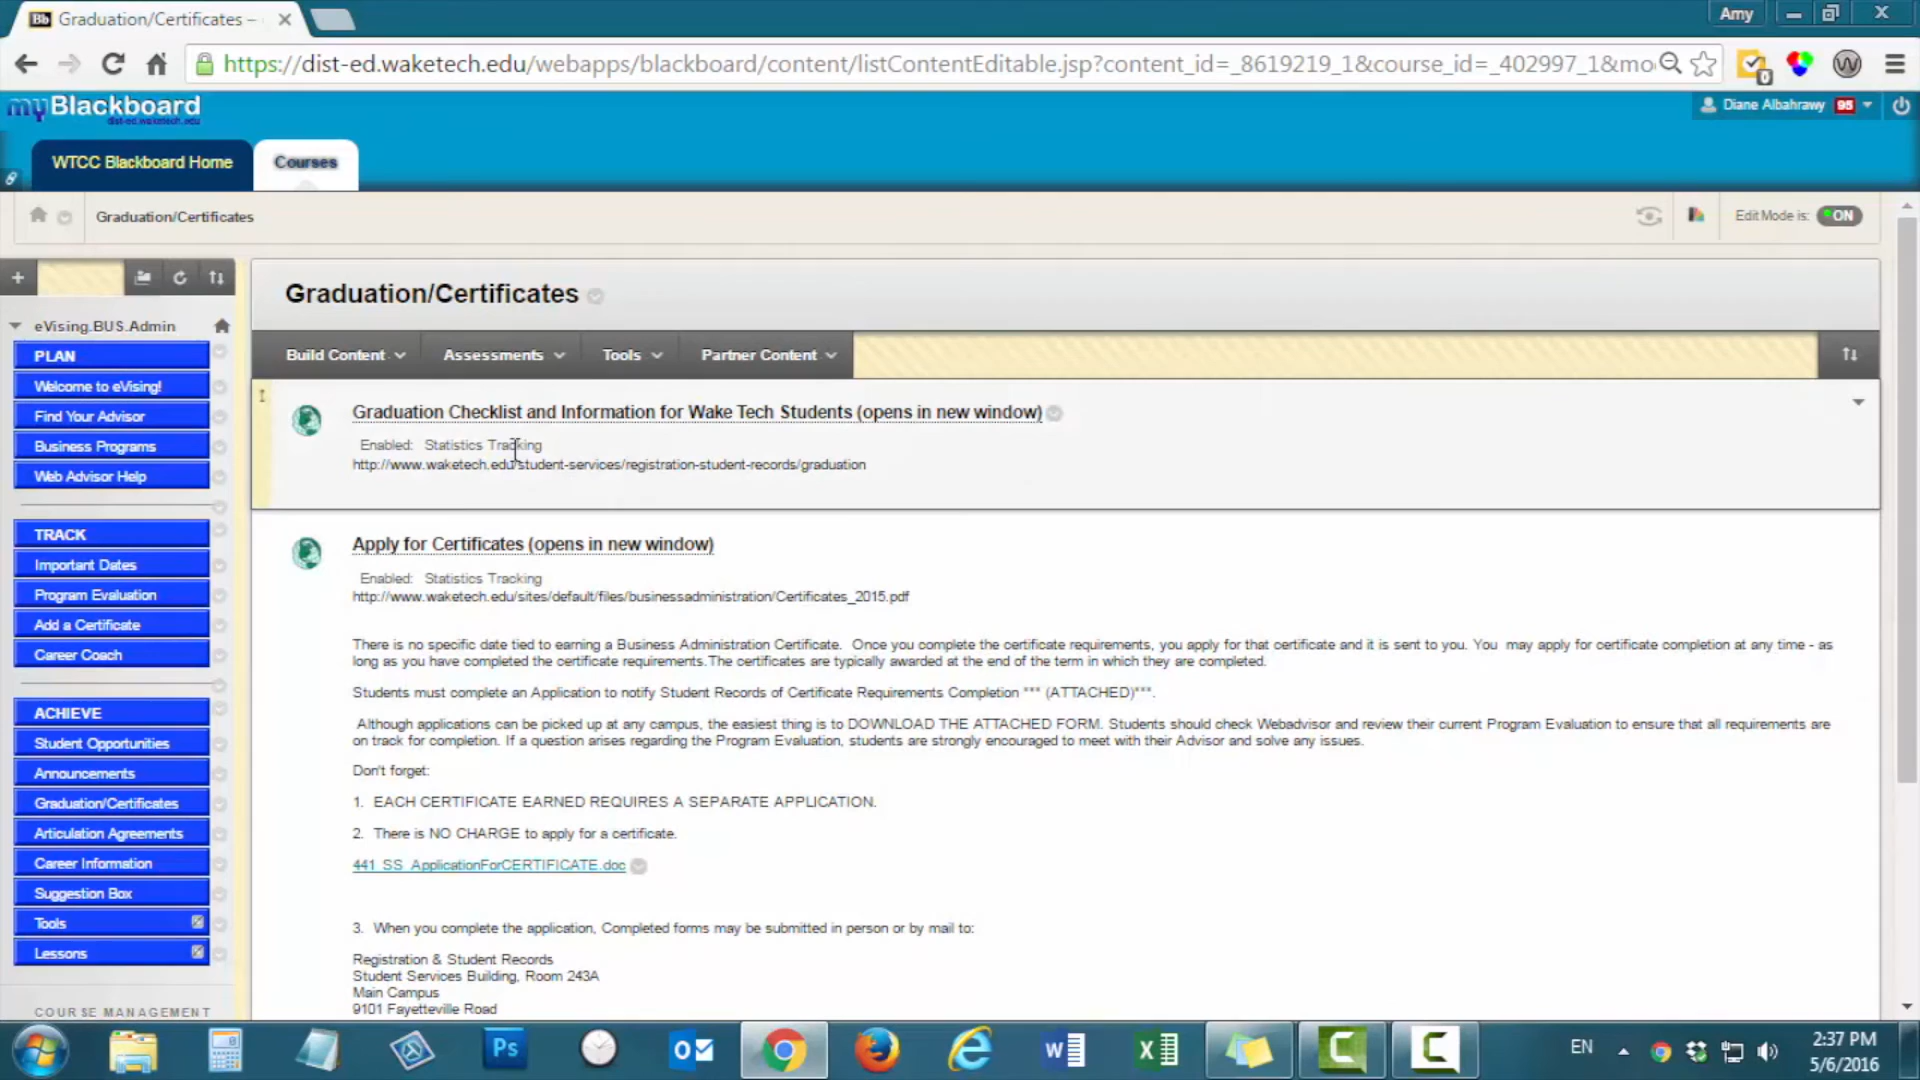 Graduation/Certificates –
Amy
https://dist-ed.waketech.edu/webapps/blackboard/content/listContentEditable.jsp?content_id=_8619219_1&course_id=_402997_1&mo
myBlackboard
dist-ed.waketech.edu
Diane Albahrawy 95
WTCC Blackboard Home
Courses
Graduation/Certificates
Edit Mode is: ON
Graduation/Certificates
eVising.BUS.Admin
PLAN
Welcome to eVising!
Find Your Advisor
Business Programs
Web Advisor Help
TRACK
Important Dates
Program Evaluation
Add a Certificate
Career Coach
ACHIEVE
Student Opportunities
Announcements
Graduation/Certificates
Articulation Agreements
Career Information
Suggestion Box
Tools
Lessons
COURSE MANAGEMENT
Build Content
Assessments
Tools
Partner Content
Graduation Checklist and Information for Wake Tech Students (opens in new window)
Enabled: Statistics Tracking
http://www.waketech.edu/student-services/registration-student-records/graduation
Apply for Certificates (opens in new window)
Enabled: Statistics Tracking
http://www.waketech.edu/sites/default/files/businessadministration/Certificates_2015.pdf
There is no specific date tied to earning a Business Administration Certificate. Once you complete the certificate requirements, you apply for that certificate and it is sent to you. You may apply for certificate completion at any time - as
long as you have completed the certificate requirements.The certificates are typically awarded at the end of the term in which they are completed.
Students must complete an Application to notify Student Records of Certificate Requirements Completion *** (ATTACHED)***.
Although applications can be picked up at any campus, the easiest thing is to DOWNLOAD THE ATTACHED FORM. Students should check Webadvisor and review their current Program Evaluation to ensure that all requirements are
on track for completion. If a question arises regarding the Program Evaluation, students are strongly encouraged to meet with their Advisor and solve any issues.
Don't forget:
1. EACH CERTIFICATE EARNED REQUIRES A SEPARATE APPLICATION.
2. There is NO CHARGE to apply for a certificate.
441_SS_ApplicationForCERTIFICATE.doc
3. When you complete the application, Completed forms may be submitted in person or by mail to:
Registration & Student Records
Student Services Building, Room 243A
Main Campus
9101 Fayetteville Road
EN
2:37 PM
5/6/2016